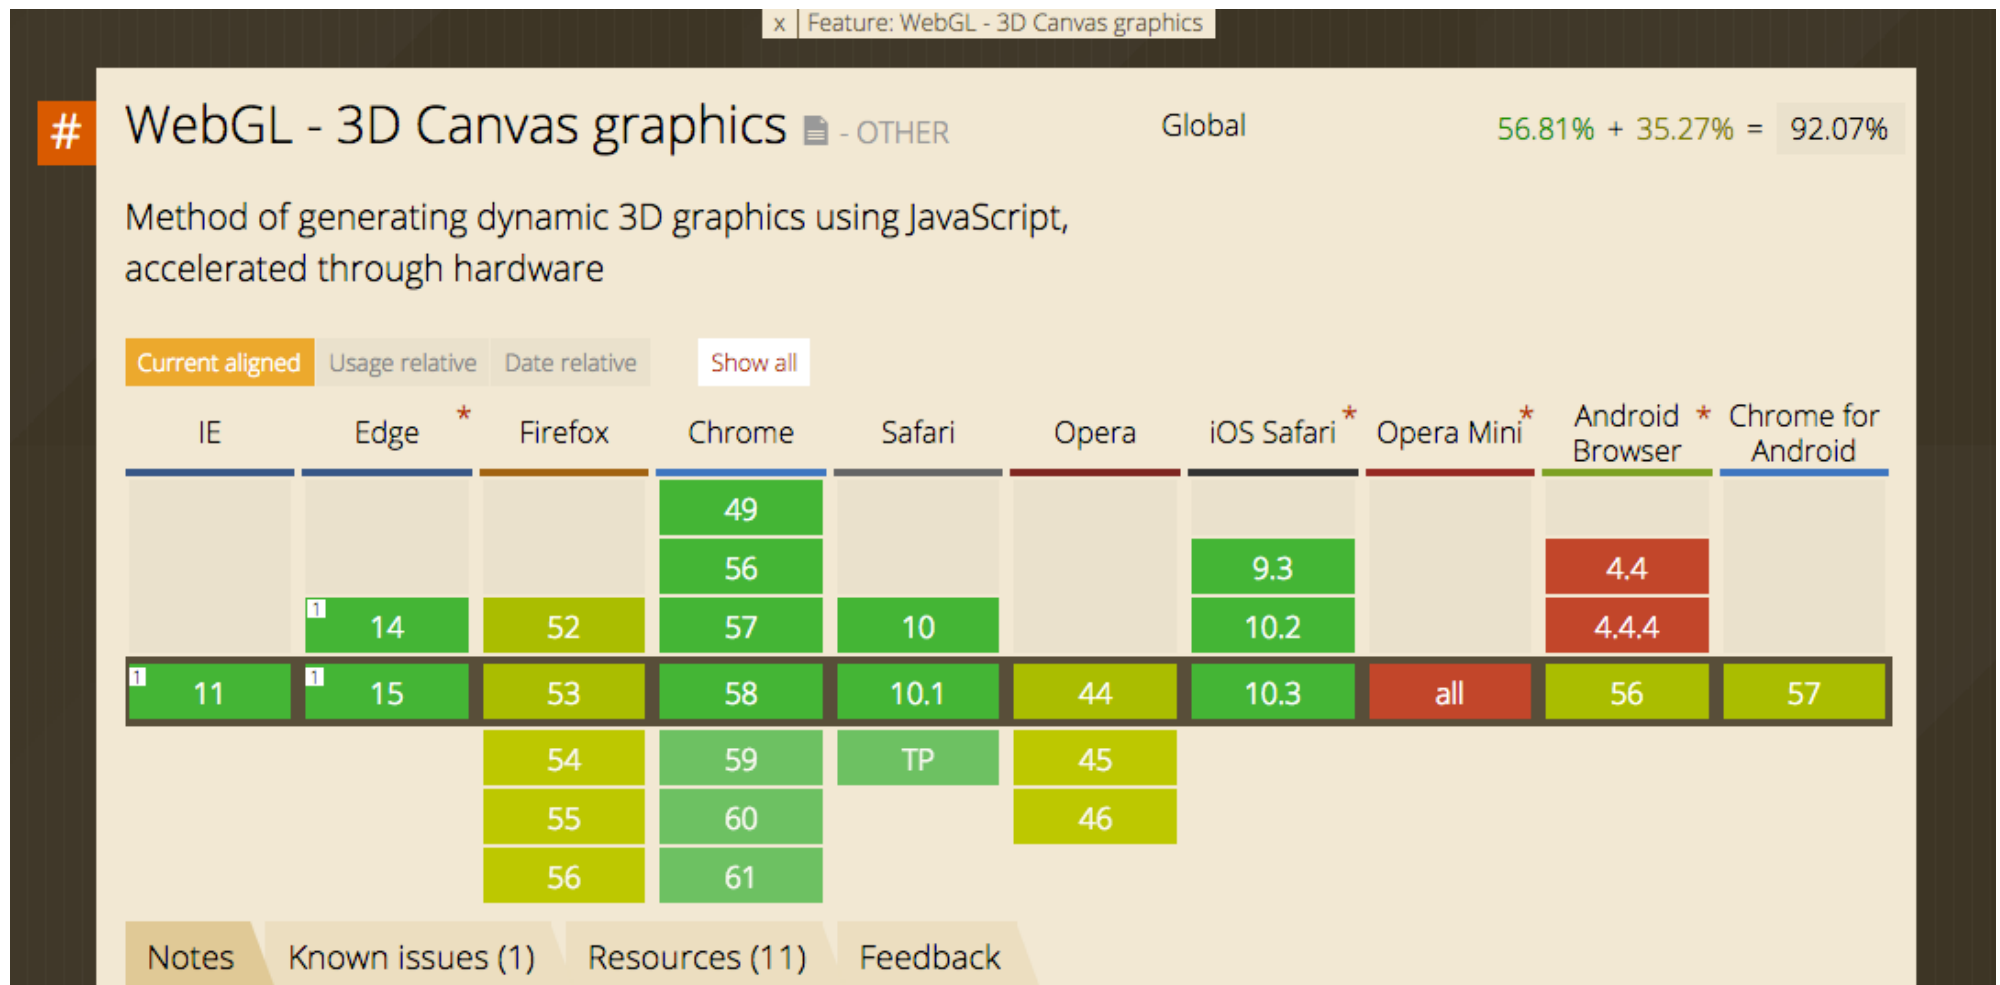 x Feature: WebGL - 3D Canvas graphics
# WebGL - 3D Canvas graphics - OTHER Global 56.81% + 35.27% = 92.07%
Method of generating dynamic 3D graphics using JavaScript,
accelerated through hardware
Current aligned Usage relative Date relative Show all
IE Edge * Firefox Chrome Safari Opera iOS Safari * Opera Mini * Android Browser * Chrome for Android
49
56 9.3 4.4
1 14 52 57 10 10.2 4.4.4
1 11 1 15 53 58 10.1 44 10.3 all 56 57
54 59 TP 45
55 60 46
56 61
Notes Known issues (1) Resources (11) Feedback